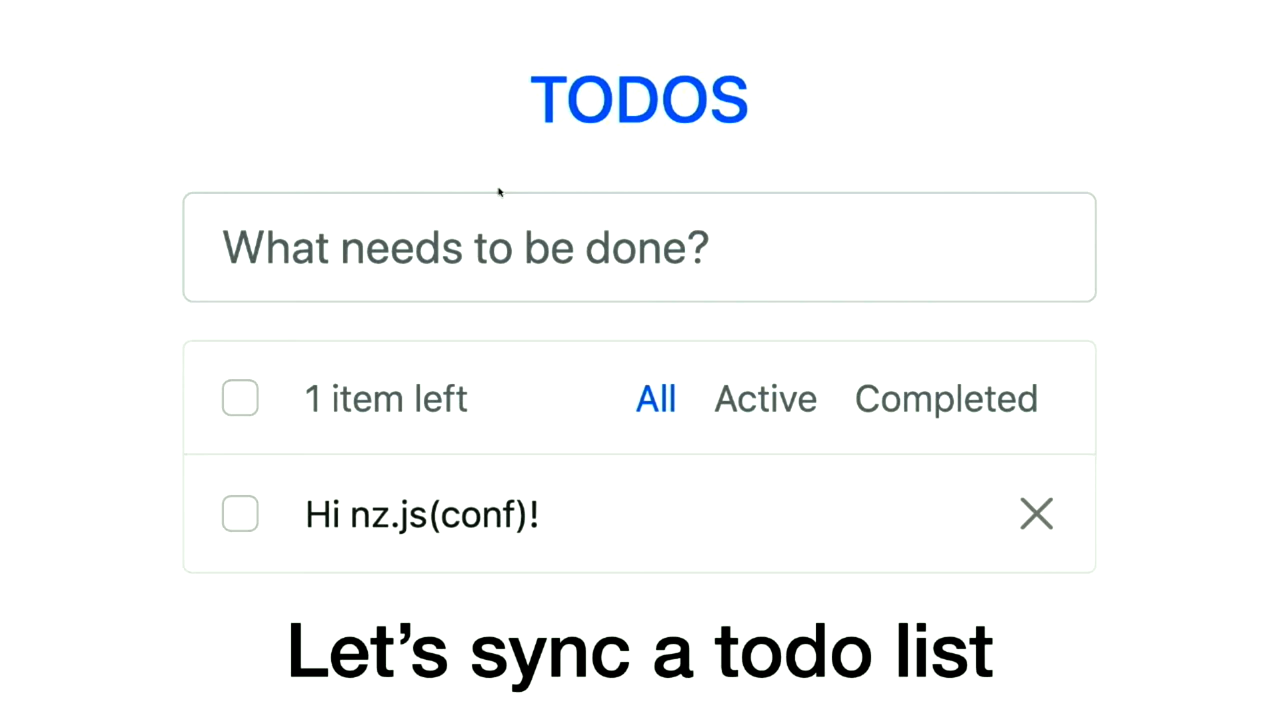 TODOS
What needs to be done?
1 item left All Active Completed
Hi nz.js(conf)!
Let’s sync a todo list